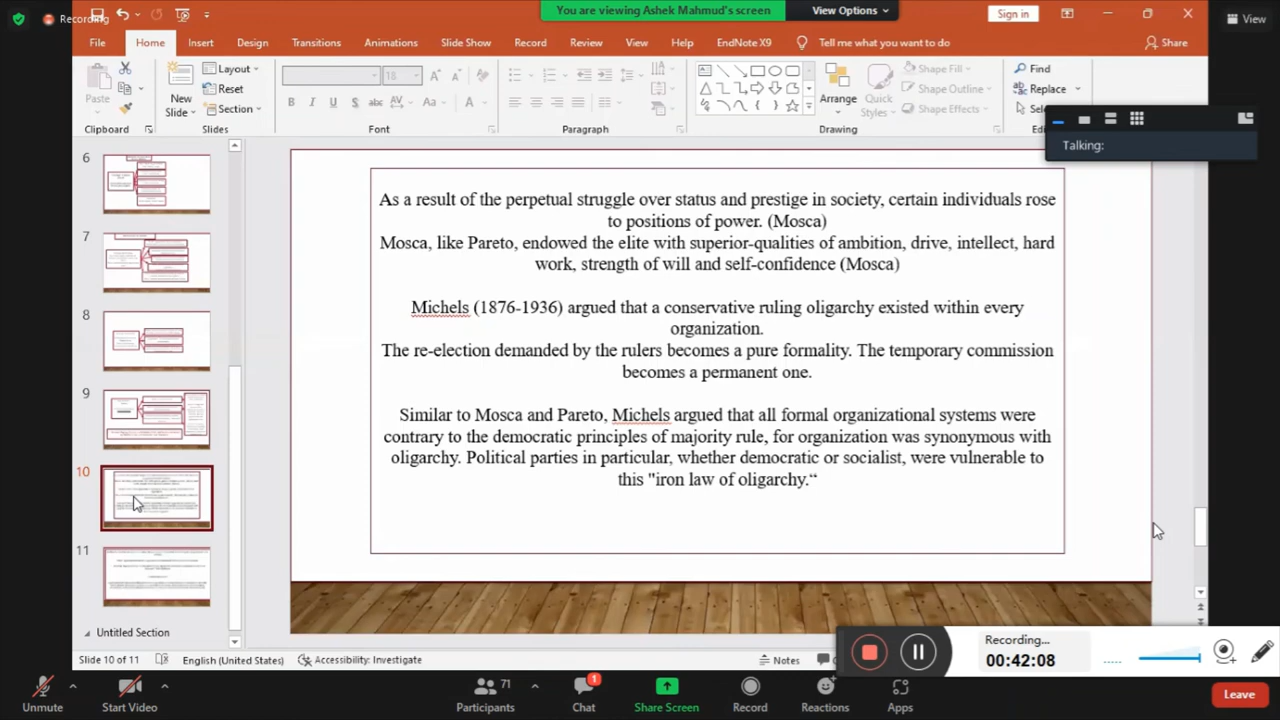 Recording
You are viewing Ashek Mahmud's screen
View Options
Sign in
View
File
Home
Insert
Design
Transitions
Animations
Slide Show
Record
Review
View
Help
EndNote X9
Tell me what you want to do
Share
Paste
New
Slide
Layout
Reset
Section
18
B
I
U
S
abc
AV
Aa
A
Arrange
Quick
Styles
Shape Fill
Shape Outline
Shape Effects
Find
Replace
Clipboard
Slides
Font
Paragraph
Drawing
Talking:
6
7
8
9
10
11
Untitled Section
As a result of the perpetual struggle over status and prestige in society, certain individuals rose
to positions of power. (Mosca)
Mosca, like Pareto, endowed the elite with superior-qualities of ambition, drive, intellect, hard
work, strength of will and self-confidence (Mosca)
Michels (1876-1936) argued that a conservative ruling oligarchy existed within every
organization.
The re-election demanded by the rulers becomes a pure formality. The temporary commission
becomes a permanent one.
Similar to Mosca and Pareto, Michels argued that all formal organizational systems were
contrary to the democratic principles of majority rule, for organization was synonymous with
oligarchy. Political parties in particular, whether democratic or socialist, were vulnerable to
this "iron law of oligarchy.“
Slide 10 of 11
English (United States)
Accessibility: Investigate
Notes
Recording...
00:42:08
Unmute
Start Video
71
Participants
1
Chat
Share Screen
Record
Reactions
Apps
Leave